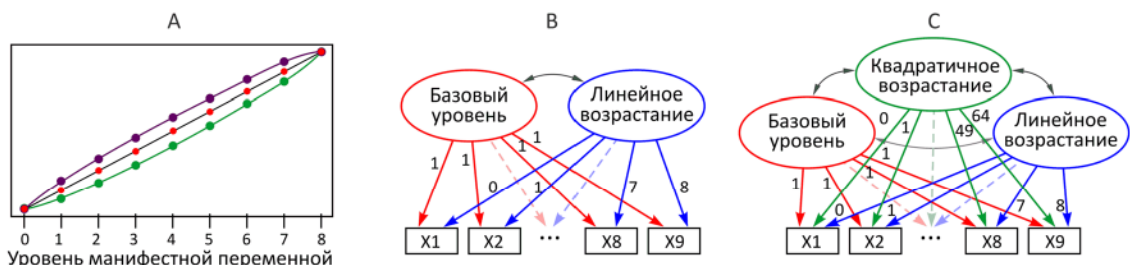 A
0 1 2 3 4 5 6 7 8
Уровень манифестной переменной
B
Базовый
уровень
Линейное
возрастание
1 1 1 1
0 1 7 8
X1 X2 ... X8 X9
C
Квадратичное
возрастание
Базовый
уровень
Линейное
возрастание
0 1 49 64
1 1 1 1
0 1 7 8
X1 X2 ... X8 X9